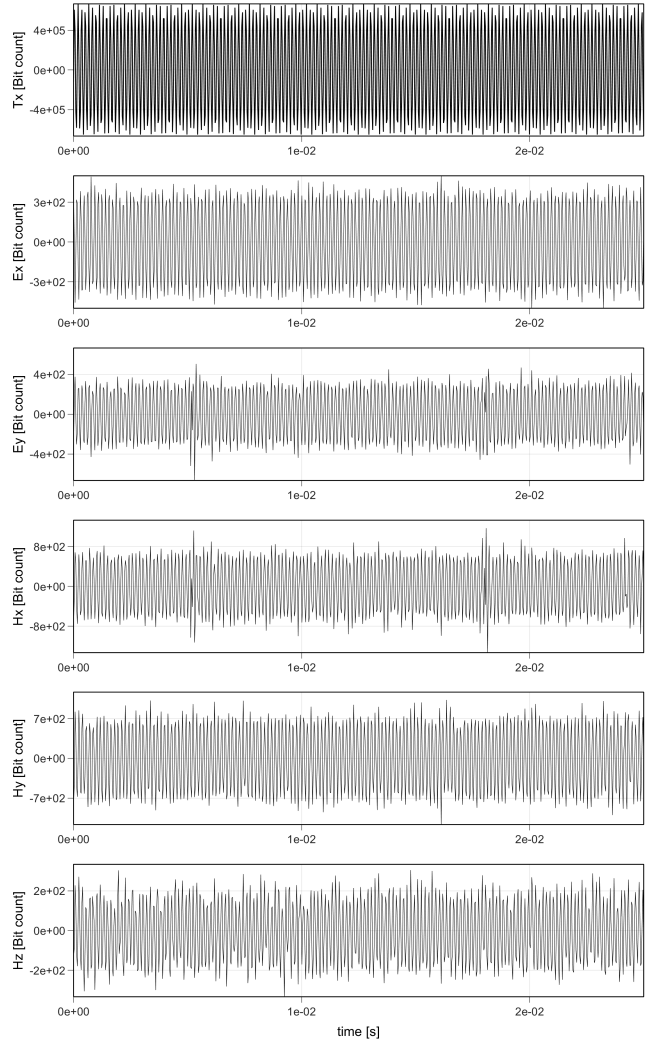 Tx [Bit count]
4e+05
0e+00
-4e+05
0e+00 1e-02 2e-02
Ex [Bit count]
3e+02
0e+00
-3e+02
0e+00 1e-02 2e-02
Ey [Bit count]
4e+02
0e+00
-4e+02
0e+00 1e-02 2e-02
Hx [Bit count]
8e+02
0e+00
-8e+02
0e+00 1e-02 2e-02
Hy [Bit count]
7e+02
0e+00
-7e+02
0e+00 1e-02 2e-02
Hz [Bit count]
2e+02
0e+00
-2e+02
0e+00 1e-02 2e-02
time [s]